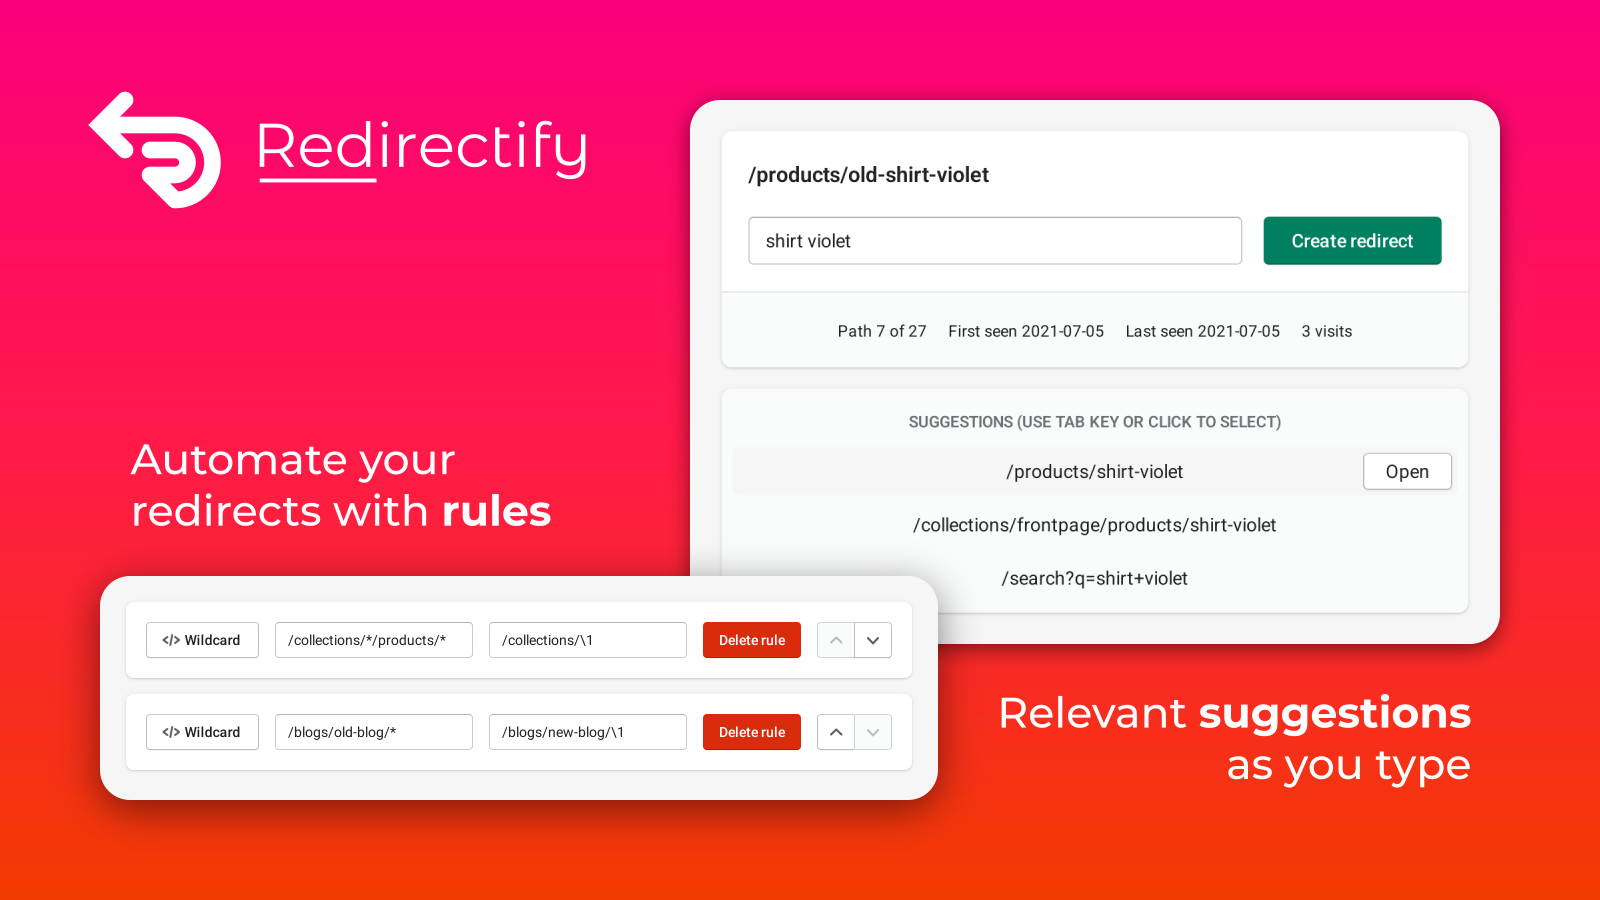 Redirectify
Automate your
redirects with rules
/products/old-shirt-violet
shirt violet
Create redirect
Path 7 of 27 First seen 2021-07-05 Last seen 2021-07-05 3 visits
SUGGESTIONS (USE TAB KEY OR CLICK TO SELECT)
/products/shirt-violet
Open
/collections/frontpage/products/shirt-violet
/search?q=shirt+violet
</> Wildcard /collections/*/products/* /collections/\1 Delete rule
</> Wildcard /blogs/old-blog/* /blogs/new-blog/\1 Delete rule
Relevant suggestions
as you type